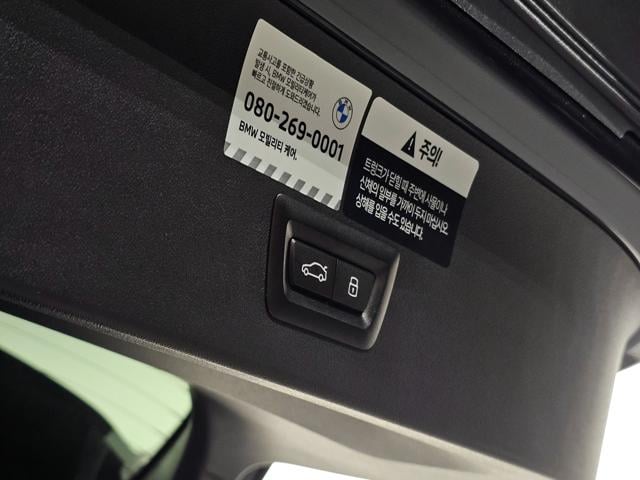 교통사고를 포함한 긴급상황
발생 시, BMW 모빌리티케어가
빠르고 친절하게 도와드리겠습니다.
080-269-0001
BMW 모빌리티 케어.
주의!
트렁크가 닫힐 때 주변에 사물이나
신체의 일부를 가까이 두지 마십시오
상해를 입을 수도 있습니다.